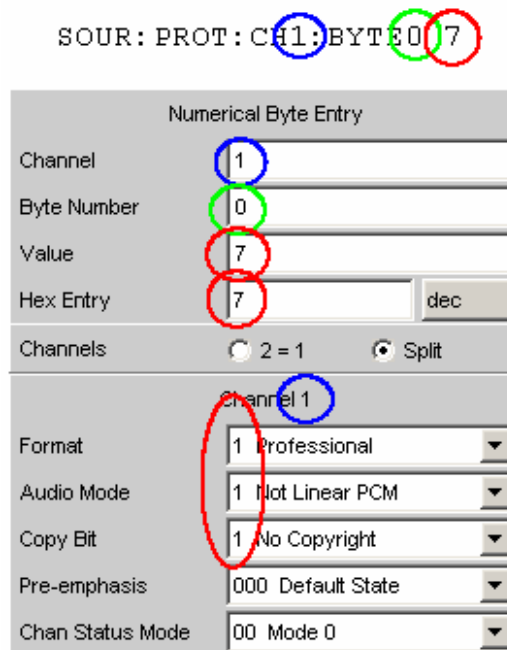 SOUR:PROT:CH1:BYTE0 7
Numerical Byte Entry
Channel 1
Byte Number 0
Value 7
Hex Entry 7 dec
Channels 2 = 1 Split
Channel 1
Format 1 Professional
Audio Mode 1 Not Linear PCM
Copy Bit 1 No Copyright
Pre-emphasis 000 Default State
Chan Status Mode 00 Mode 0